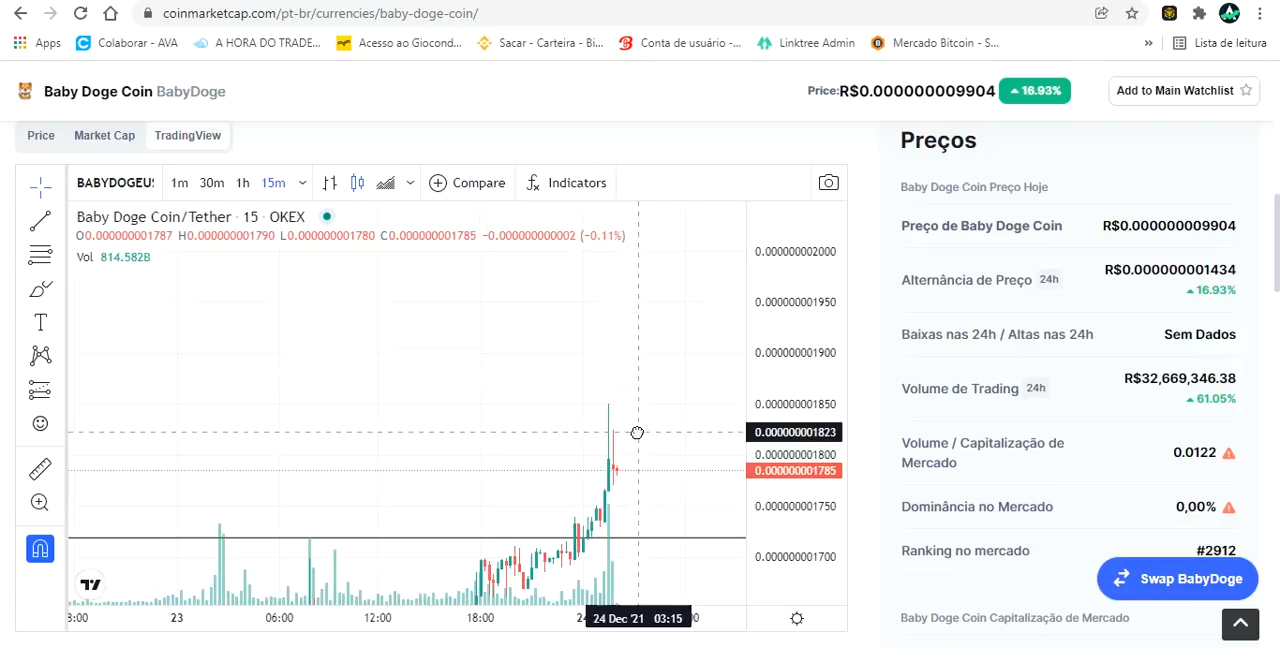 coinmarketcap.com/pt-br/currencies/baby-doge-coin/
Apps
Colaborar - AVA
A HORA DO TRADE...
Acesso ao Giocond...
Sacar - Carteira - Bi...
Conta de usuário -...
Linktree Admin
Mercado Bitcoin - S...
»
Lista de leitura
Baby Doge Coin BabyDoge
Price:R$0.000000009904
16.93%
Add to Main Watchlist
Price
Market Cap
TradingView
BABYDOGEU
1m
30m
1h
15m
Compare
Indicators
Baby Doge Coin/Tether · 15 · OKEX
O0.000000001787 H0.000000001790 L0.000000001780 C0.000000001785 −0.000000000002 (−0.11%)
Vol 814.582B
0.000000002000
0.000000001950
0.000000001900
0.000000001850
0.000000001823
0.000000001800
0.000000001785
0.000000001750
0.000000001700
3:00
23
06:00
12:00
18:00
24 Dec '21 03:15
Preços
Baby Doge Coin Preço Hoje
Preço de Baby Doge Coin
R$0.000000009904
Alternância de Preço 24h
R$0.000000001434
16.93%
Baixas nas 24h / Altas nas 24h
Sem Dados
Volume de Trading 24h
R$32,669,346.38
61.05%
Volume / Capitalização de
Mercado
0.0122
Dominância no Mercado
0,00%
Ranking no mercado
#2912
Swap BabyDoge
Baby Doge Coin Capitalização de Mercado